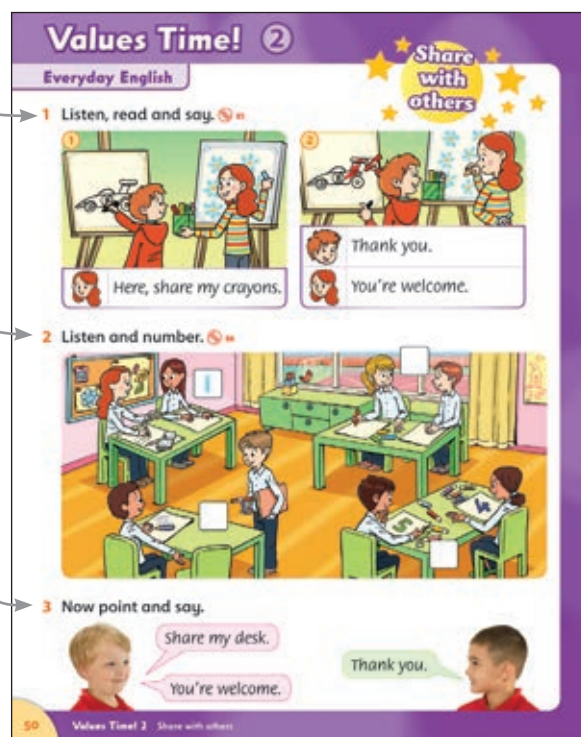 Values Time! 2
Share
with
others
Everyday English
1 Listen, read and say.
1
2
Here, share my crayons.
Thank you.
You're welcome.
2 Listen and number.
1
5
4
3 Now point and say.
Share my desk.
You're welcome.
Thank you.
50 Values Time! 2 Share with others